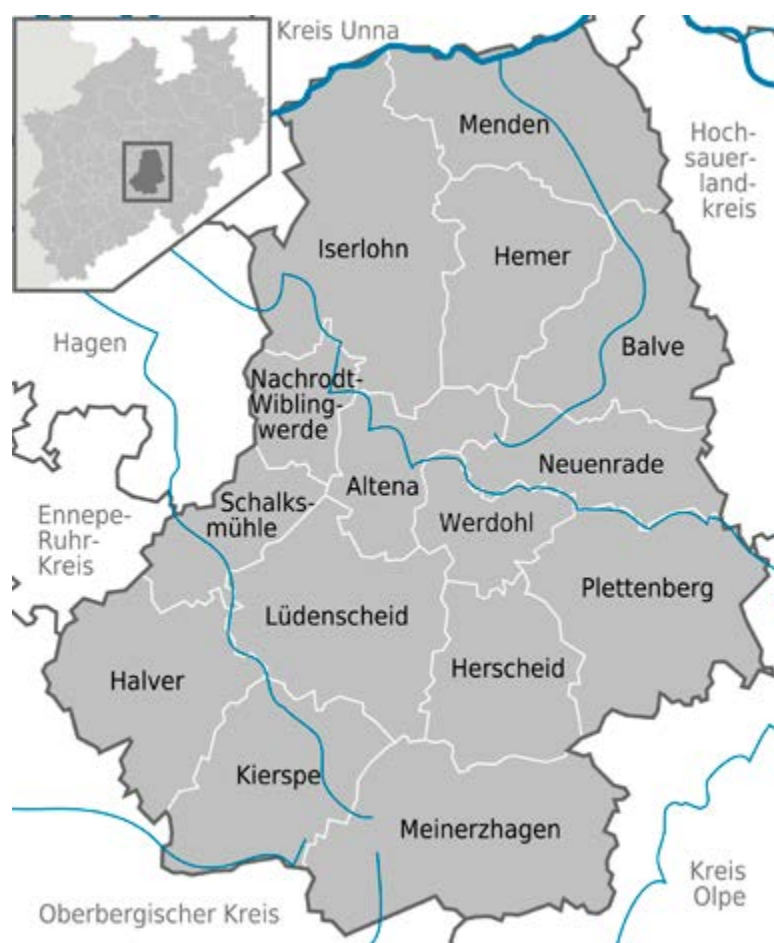 Kreis Unna
Menden
Hoch-
sauer-
land-
kreis
Iserlohn
Hemer
Hagen
Balve
Nachrodt-
Wibling-
werde
Neuenrade
Altena
Schalks-
mühle
Ennepe-
Ruhr-
Kreis
Werdohl
Plettenberg
Lüdenscheid
Herscheid
Halver
Kierspe
Meinerzhagen
Kreis
Olpe
Oberbergischer Kreis